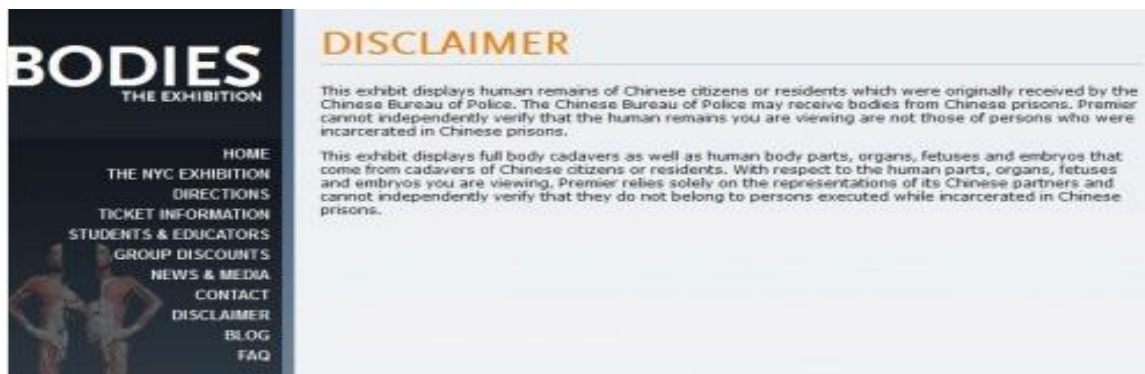 BODIES
THE EXHIBITION
HOME
THE NYC EXHIBITION
DIRECTIONS
TICKET INFORMATION
STUDENTS & EDUCATORS
GROUP DISCOUNTS
NEWS & MEDIA
CONTACT
DISCLAIMER
BLOG
FAQ
DISCLAIMER
This exhibit displays human remains of Chinese citizens or residents which were originally received by the
Chinese Bureau of Police. The Chinese Bureau of Police may receive bodies from Chinese prisons. Premier
cannot independently verify that the human remains you are viewing are not those of persons who were
incarcerated in Chinese prisons.
This exhibit displays full body cadavers as well as human body parts, organs, fetuses and embryos that
come from cadavers of Chinese citizens or residents. With respect to the human parts, organs, fetuses
and embryos you are viewing, Premier relies solely on the representations of its Chinese partners and
cannot independently verify that they do not belong to persons executed while incarcerated in Chinese
prisons.